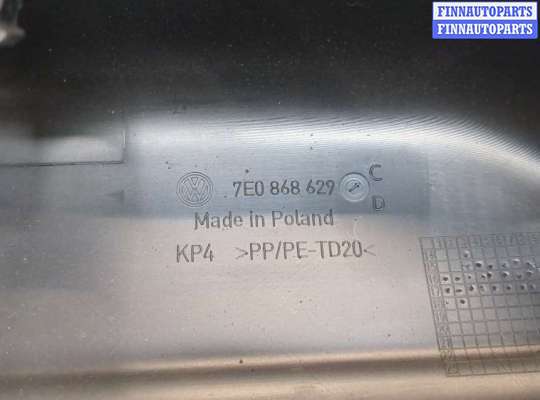 FINNAUTOPARTS
FINNAUTOPARTS
7E0 868 629 C
D
Made in Poland
KP4 >PP/PE-TD20<